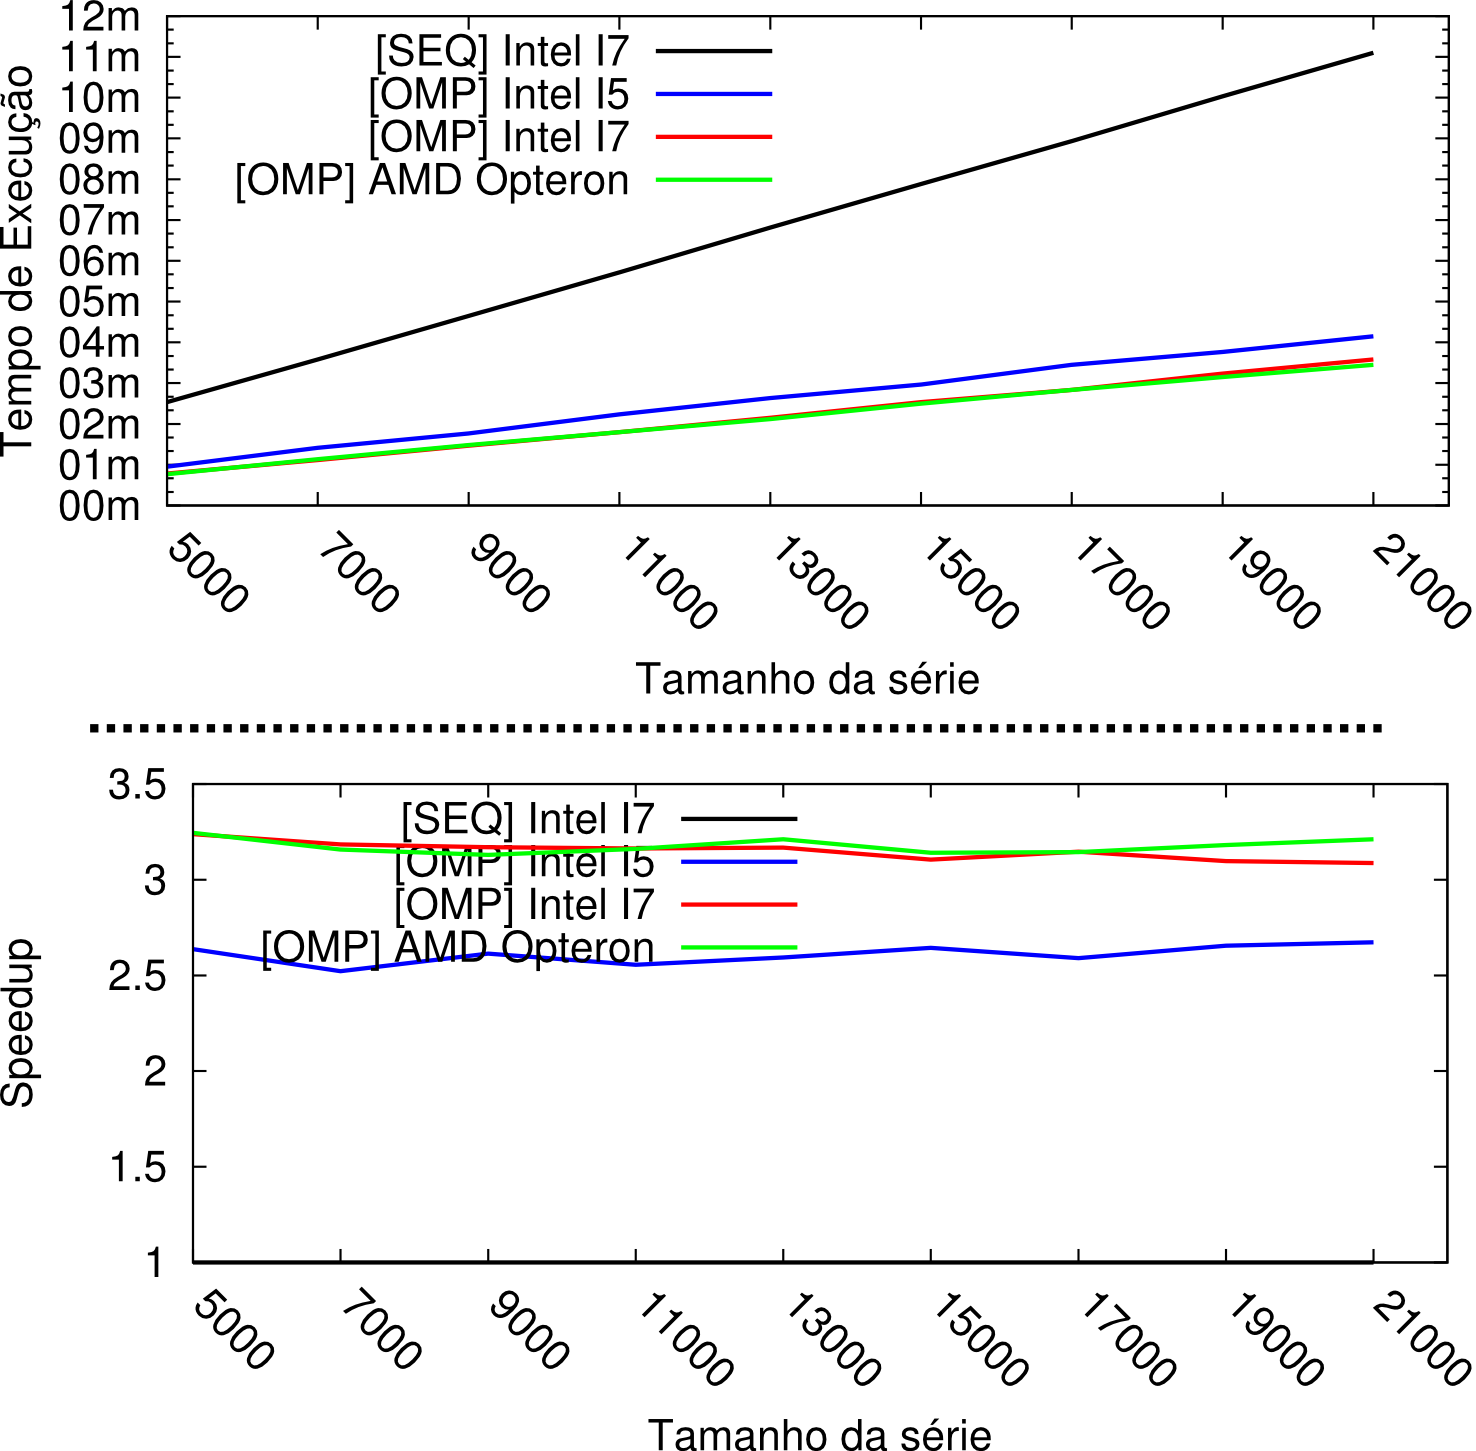 12m
11m
10m
09m
08m
07m
06m
05m
04m
03m
02m
01m
00m
Tempo de Execução
[SEQ] Intel I7
[OMP] Intel I5
[OMP] Intel I7
[OMP] AMD Opteron
5000 7000 9000 11000 13000 15000 17000 19000 21000
Tamanho da série
3.5
3
2.5
2
1.5
1
Speedup
[SEQ] Intel I7
[OMP] Intel I5
[OMP] Intel I7
[OMP] AMD Opteron
5000 7000 9000 11000 13000 15000 17000 19000 21000
Tamanho da série